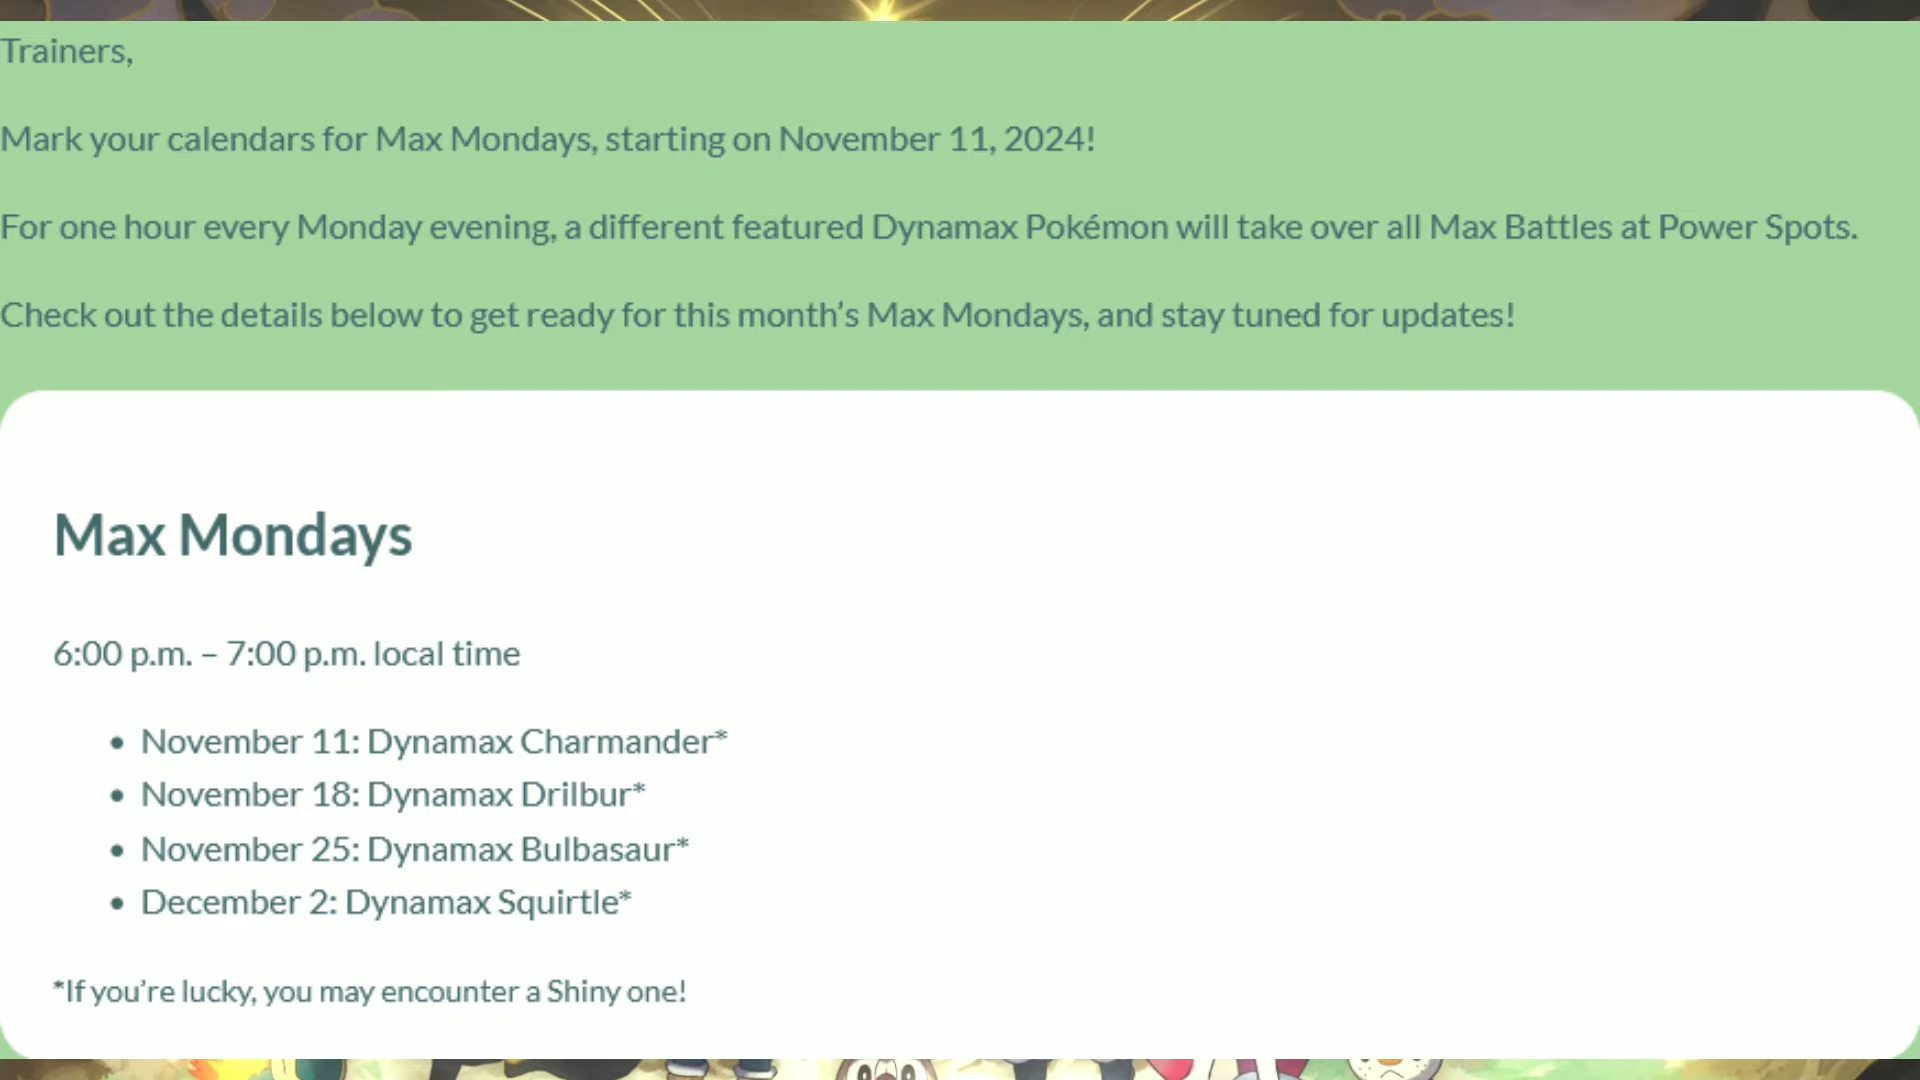 Trainers,
Mark your calendars for Max Mondays, starting on November 11, 2024!
For one hour every Monday evening, a different featured Dynamax Pokémon will take over all Max Battles at Power Spots.
Check out the details below to get ready for this month’s Max Mondays, and stay tuned for updates!
Max Mondays
6:00 p.m. – 7:00 p.m. local time
• November 11: Dynamax Charmander*
• November 18: Dynamax Drilbur*
• November 25: Dynamax Bulbasaur*
• December 2: Dynamax Squirtle*
*If you’re lucky, you may encounter a Shiny one!